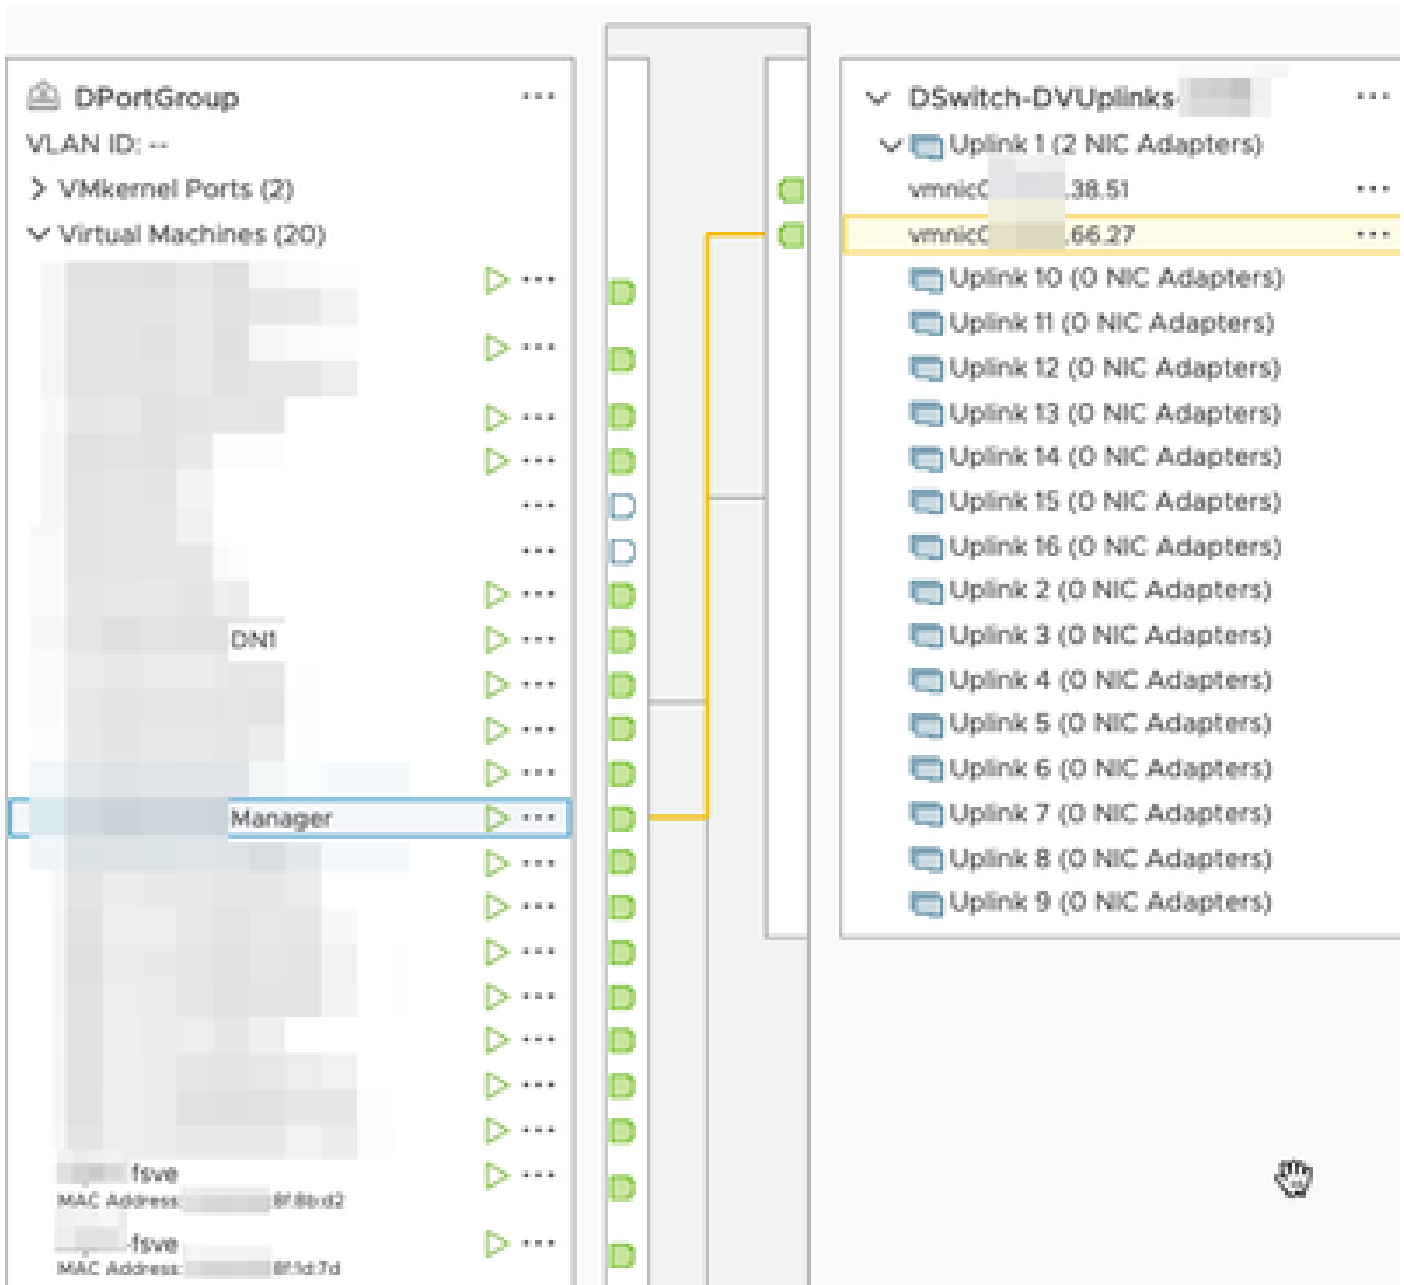 DPortGroup
VLAN ID: --
VMkernel Ports (2)
Virtual Machines (20)
DN1
Manager
fsve
MAC Address: 8f:8b:d2
-fsve
MAC Address: 8f:1d:7d
DSwitch-DVUplinks-
Uplink 1 (2 NIC Adapters)
vmnic0 .38.51
vmnic0 .66.27
Uplink 10 (0 NIC Adapters)
Uplink 11 (0 NIC Adapters)
Uplink 12 (0 NIC Adapters)
Uplink 13 (0 NIC Adapters)
Uplink 14 (0 NIC Adapters)
Uplink 15 (0 NIC Adapters)
Uplink 16 (0 NIC Adapters)
Uplink 2 (0 NIC Adapters)
Uplink 3 (0 NIC Adapters)
Uplink 4 (0 NIC Adapters)
Uplink 5 (0 NIC Adapters)
Uplink 6 (0 NIC Adapters)
Uplink 7 (0 NIC Adapters)
Uplink 8 (0 NIC Adapters)
Uplink 9 (0 NIC Adapters)